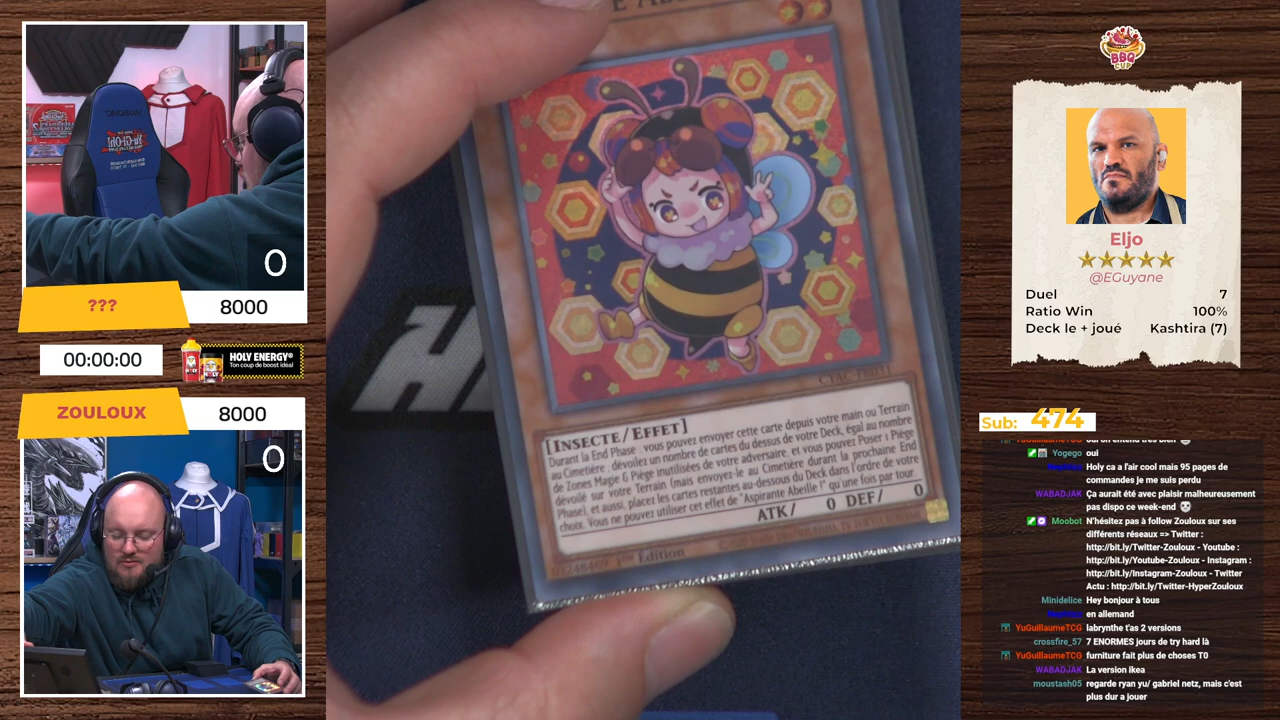 0
???
8000
00:00:00
HOLY ENERGY®
Ton coup de boost ideal
ZOULOUX
8000
0
[INSECTE/EFFET]
Durant la End Phase : vous pouvez envoyer cette carte depuis votre main ou Terrain
au Cimetière ; dévoilez un nombre de cartes du dessus de votre Deck, égal au nombre
de Zones Magie & Piège inutilisées de votre adversaire, et vous pouvez Poser 1 Piège
dévoilé sur votre Terrain (mais envoyez-le au Cimetière durant la prochaine End
Phase), et aussi, placez les cartes restantes au-dessous du Deck dans l'ordre de votre
choix. Vous ne pouvez utiliser cet effet de "Aspirante Abeille !" qu'une fois par tour.
ATK/ 0 DEF/ 0
1ère Édition
BBQ
CUP
Eljo
@EGuyane
Duel 7
Ratio Win 100%
Deck le + joué Kashtira (7)
Sub: 474
Yogego oui
Holy ca a l'air cool mais 95 pages de
commandes je me suis perdu
WABADJAK Ça aurait été avec plaisir malheureusement
pas dispo ce week-end
Moobot N'hésitez pas à follow Zouloux sur ses
différents réseaux => Twitter :
http://bit.ly/Twitter-Zouloux - Youtube :
http://bit.ly/Youtube-Zouloux - Instagram :
http://bit.ly/Instagram-Zouloux - Twitter
Actu : http://bit.ly/Twitter-HyperZouloux
Minidelice Hey bonjour à tous
en allemand
YuGuillaumeTCG labrynthe t'as 2 versions
crossfire_57 7 ENORMES jours de try hard là
YuGuillaumeTCG furniture fait plus de choses T0
WABADJAK La version ikea
moustash05 regarde ryan yu/ gabriel netz, mais c'est
plus dur a jouer